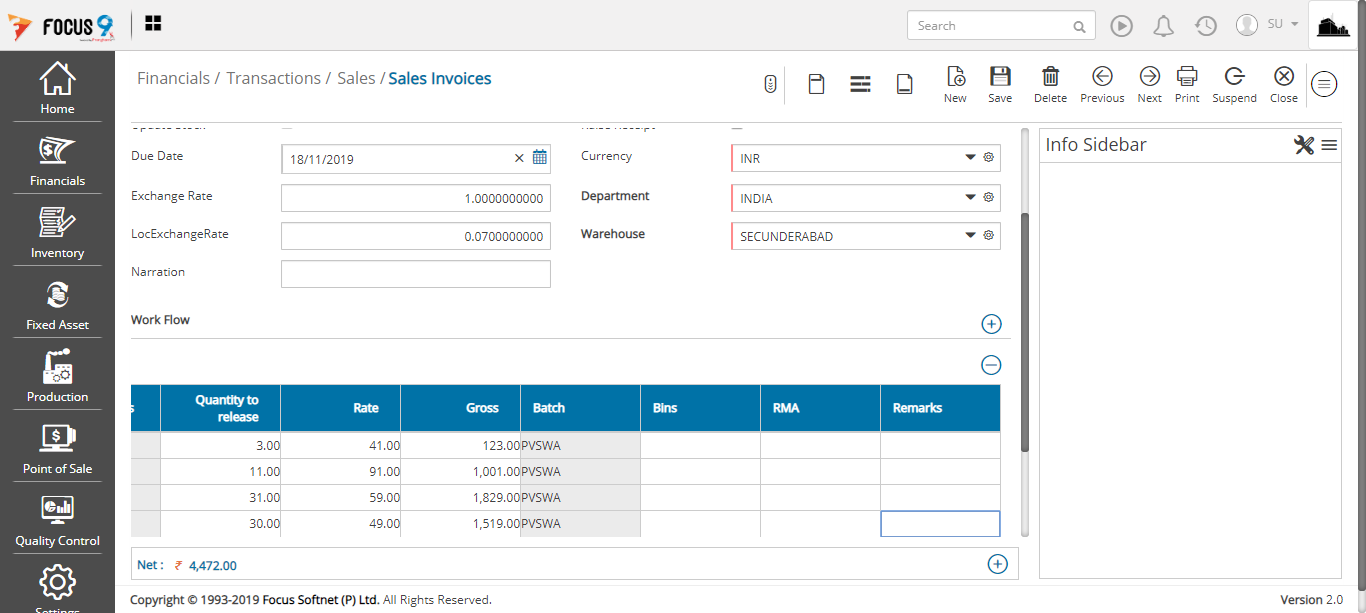 FOCUS 9
Search
SU
Home
Financials
Inventory
Fixed Asset
Production
Point of Sale
Quality Control
Settings
Financials / Transactions / Sales / Sales Invoices
New Save Delete Previous Next Print Suspend Close
Update Stock Raise Receipt
Due Date 18/11/2019 Currency INR
Exchange Rate 1.0000000000 Department INDIA
LocExchangeRate 0.0700000000 Warehouse SECUNDERABAD
Narration
Work Flow
s Quantity to release Rate Gross Batch Bins RMA Remarks
3.00 41.00 123.00 PVSWA
11.00 91.00 1,001.00 PVSWA
31.00 59.00 1,829.00 PVSWA
30.00 49.00 1,519.00 PVSWA
Net : ₹ 4,472.00
Info Sidebar
Copyright © 1993-2019 Focus Softnet (P) Ltd. All Rights Reserved. Version 2.0